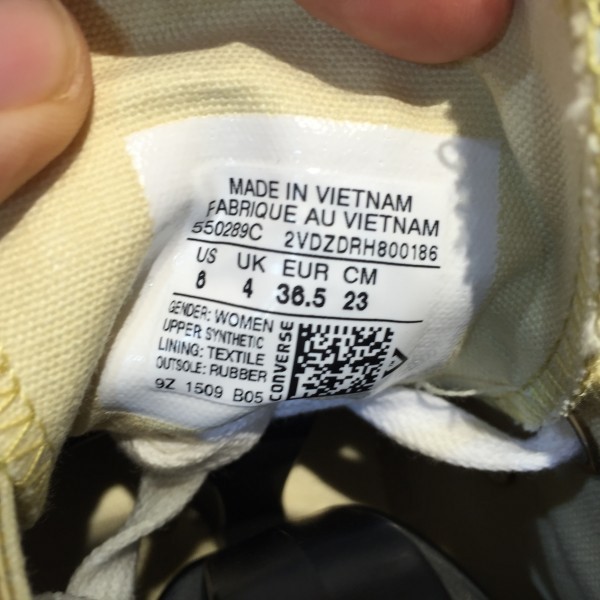 MADE IN VIETNAM
FABRIQUE AU VIETNAM
550289C 2VDZDRH800186
US UK EUR CM
6 4 36.5 23
GENDER: WOMEN
UPPER: SYNTHETIC
LINING: TEXTILE
OUTSOLE: RUBBER
9Z 1509 B05
CONVERSE